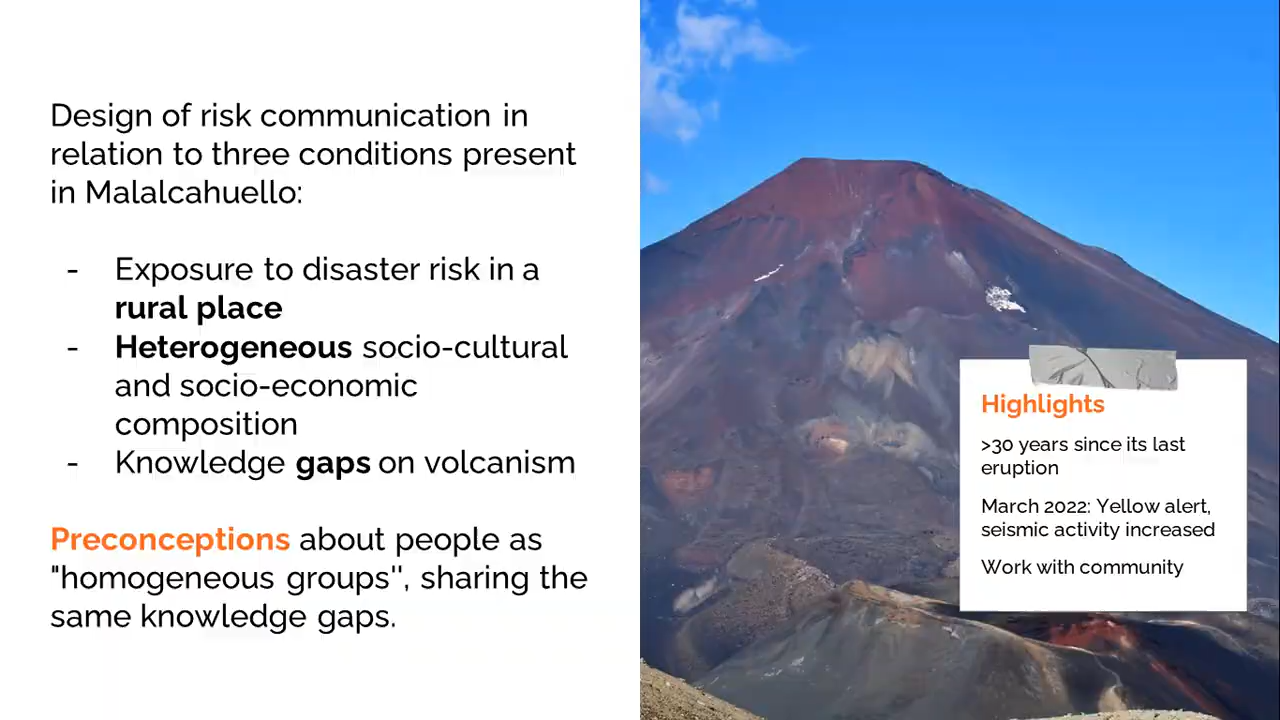 Design of risk communication in
relation to three conditions present
in Malalcahuello:
- Exposure to disaster risk in a
rural place
- Heterogeneous socio-cultural
and socio-economic
composition
- Knowledge gaps on volcanism
Preconceptions about people as
"homogeneous groups'', sharing the
same knowledge gaps.
Highlights
>30 years since its last
eruption
March 2022: Yellow alert,
seismic activity increased
Work with community